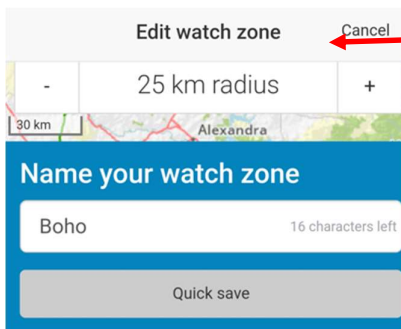 Edit watch zone Cancel
- 25 km radius +
30 km
Alexandra
Name your watch zone
Boho 16 characters left
Quick save